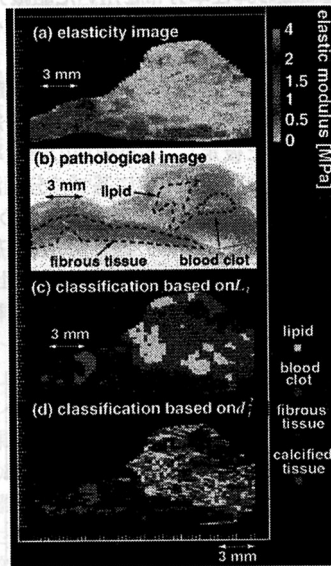 (a) elasticity image
3 mm
4
2
1.5
1
0.5
0
elastic modulus [MPa]
(b) pathological image
3 mm
lipid
fibrous tissue
blood clot
(c) classification based on
3 mm
lipid
blood clot
fibrous tissue
calcified tissue
(d) classification based on
3 mm